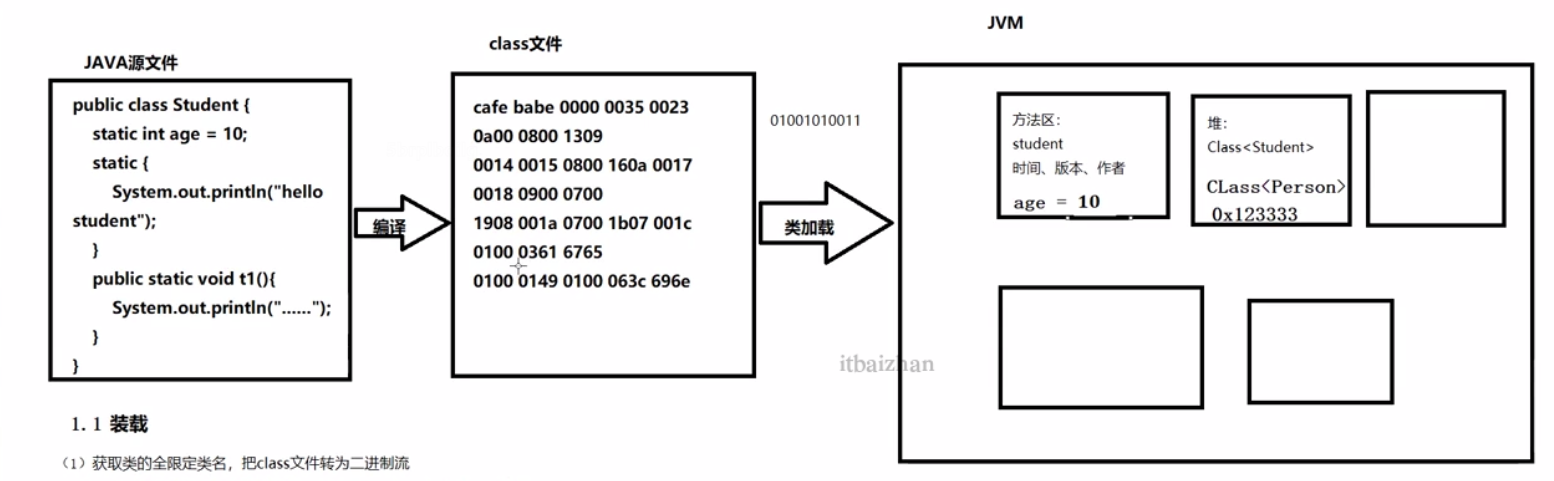 JAVA源文件
public class Student {
static int age = 10;
static {
System.out.println("hello
student");
}
public static void t1(){
System.out.println("......");
}
}
编译
class文件
cafe babe 0000 0035 0023
0a00 0800 1309
0014 0015 0800 160a 0017
0018 0900 0700
1908 001a 0700 1b07 001c
0100 0361 6765
0100 0149 0100 063c 696e
01001010011
类加载
JVM
方法区：
student
时间、版本、作者
age = 10
堆：
Class<Student>
CLass<Person>
0x123333
itbaizhan
1. 1 装载
（1）获取类的全限定类名，把class文件转为二进制流